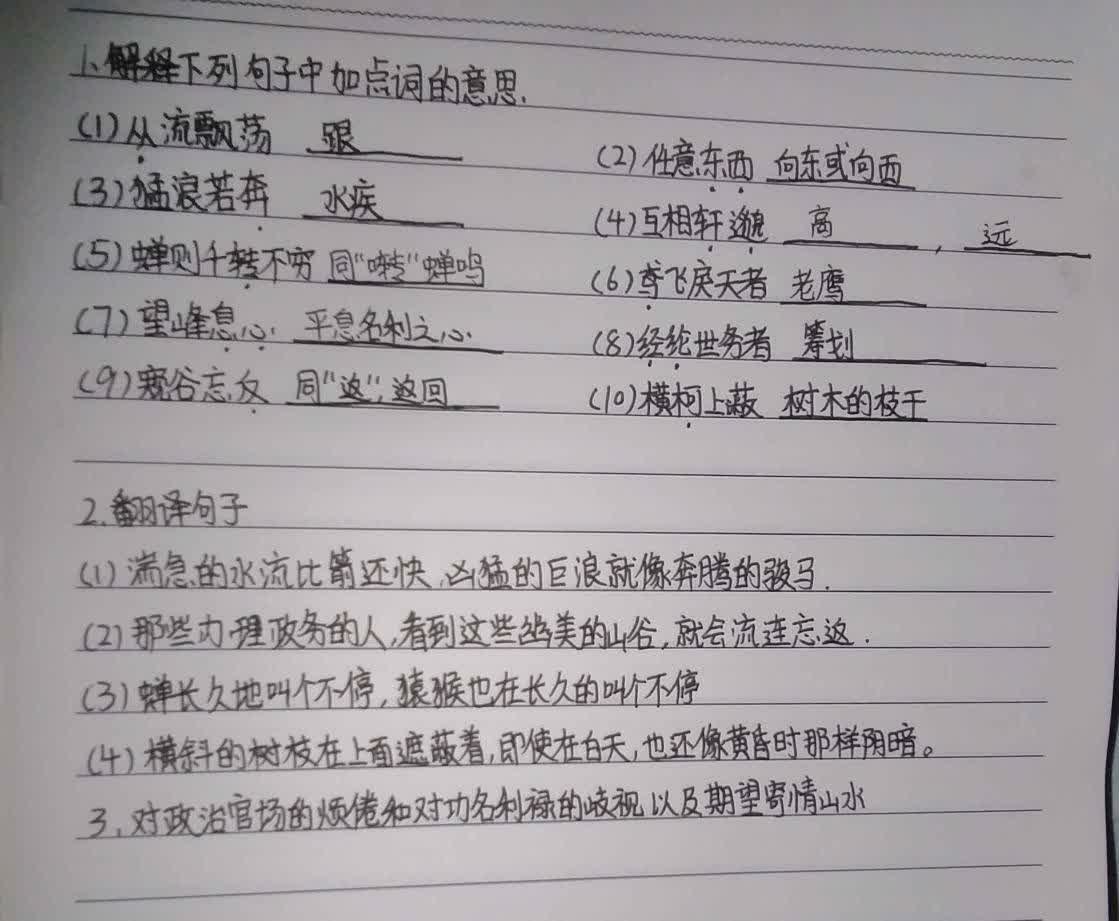 1、解释下列句子中加点词的意思.
(1)从流飘荡 跟 (2)任意东西 向东或向西
(3)猛浪若奔 水疾 (4)互相轩邈 高 , 远
(5)蝉则千转不穷 同"啭"蝉鸣 (6)鸢飞戾天者 老鹰
(7)望峰息心. 平息名利之心. (8)经纶世务者 筹划
(9)窥谷忘反 同"返",返回 (10)横柯上蔽 树木的枝干
2.翻译句子
(1)湍急的水流比箭还快,凶猛的巨浪就像奔腾的骏马.
(2)那些办理政务的人,看到这些幽美的山谷,就会流连忘返.
(3)蝉长久地叫个不停,猿猴也在长久的叫个不停
(4)横斜的树枝在上面遮蔽着,即使在白天,也还像黄昏时那样阴暗。
3.对政治官场的烦倦和对功名利禄的歧视以及期望寄情山水